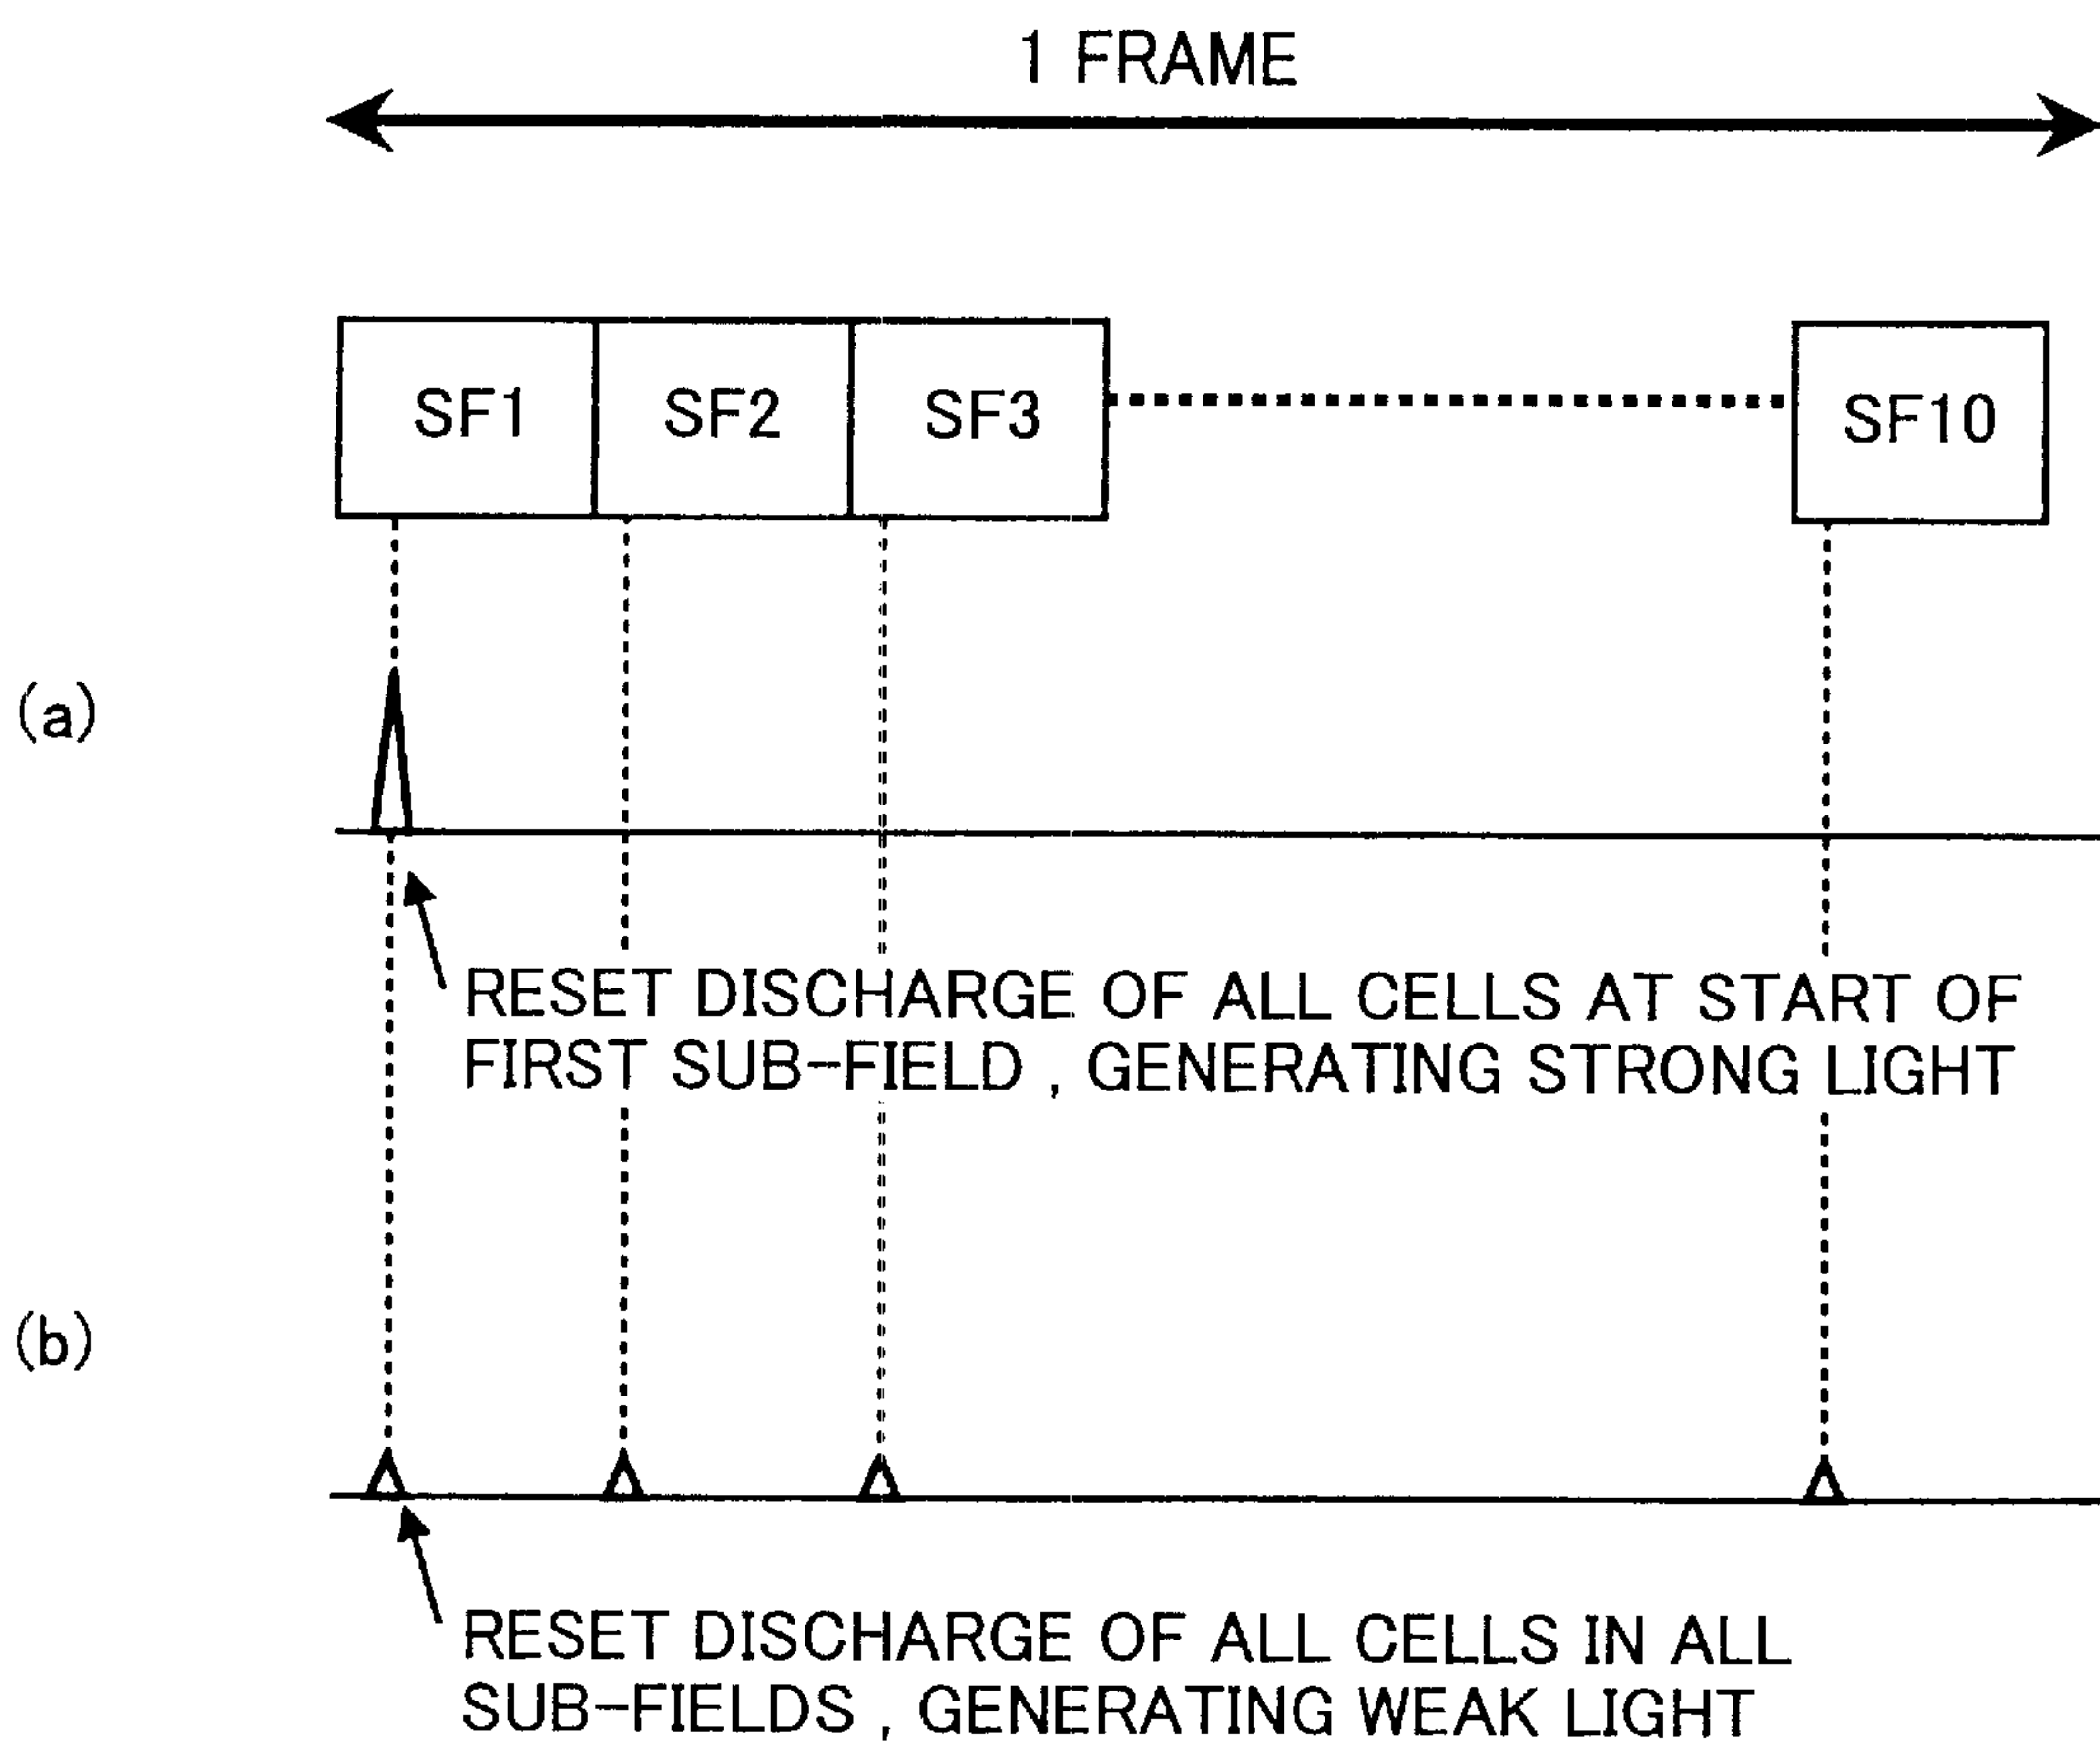 1 FRAME
SF1 SF2 SF3 SF10
(a)
RESET DISCHARGE OF ALL CELLS AT START OF
FIRST SUB-FIELD , GENERATING STRONG LIGHT
(b)
RESET DISCHARGE OF ALL CELLS IN ALL
SUB-FIELDS , GENERATING WEAK LIGHT